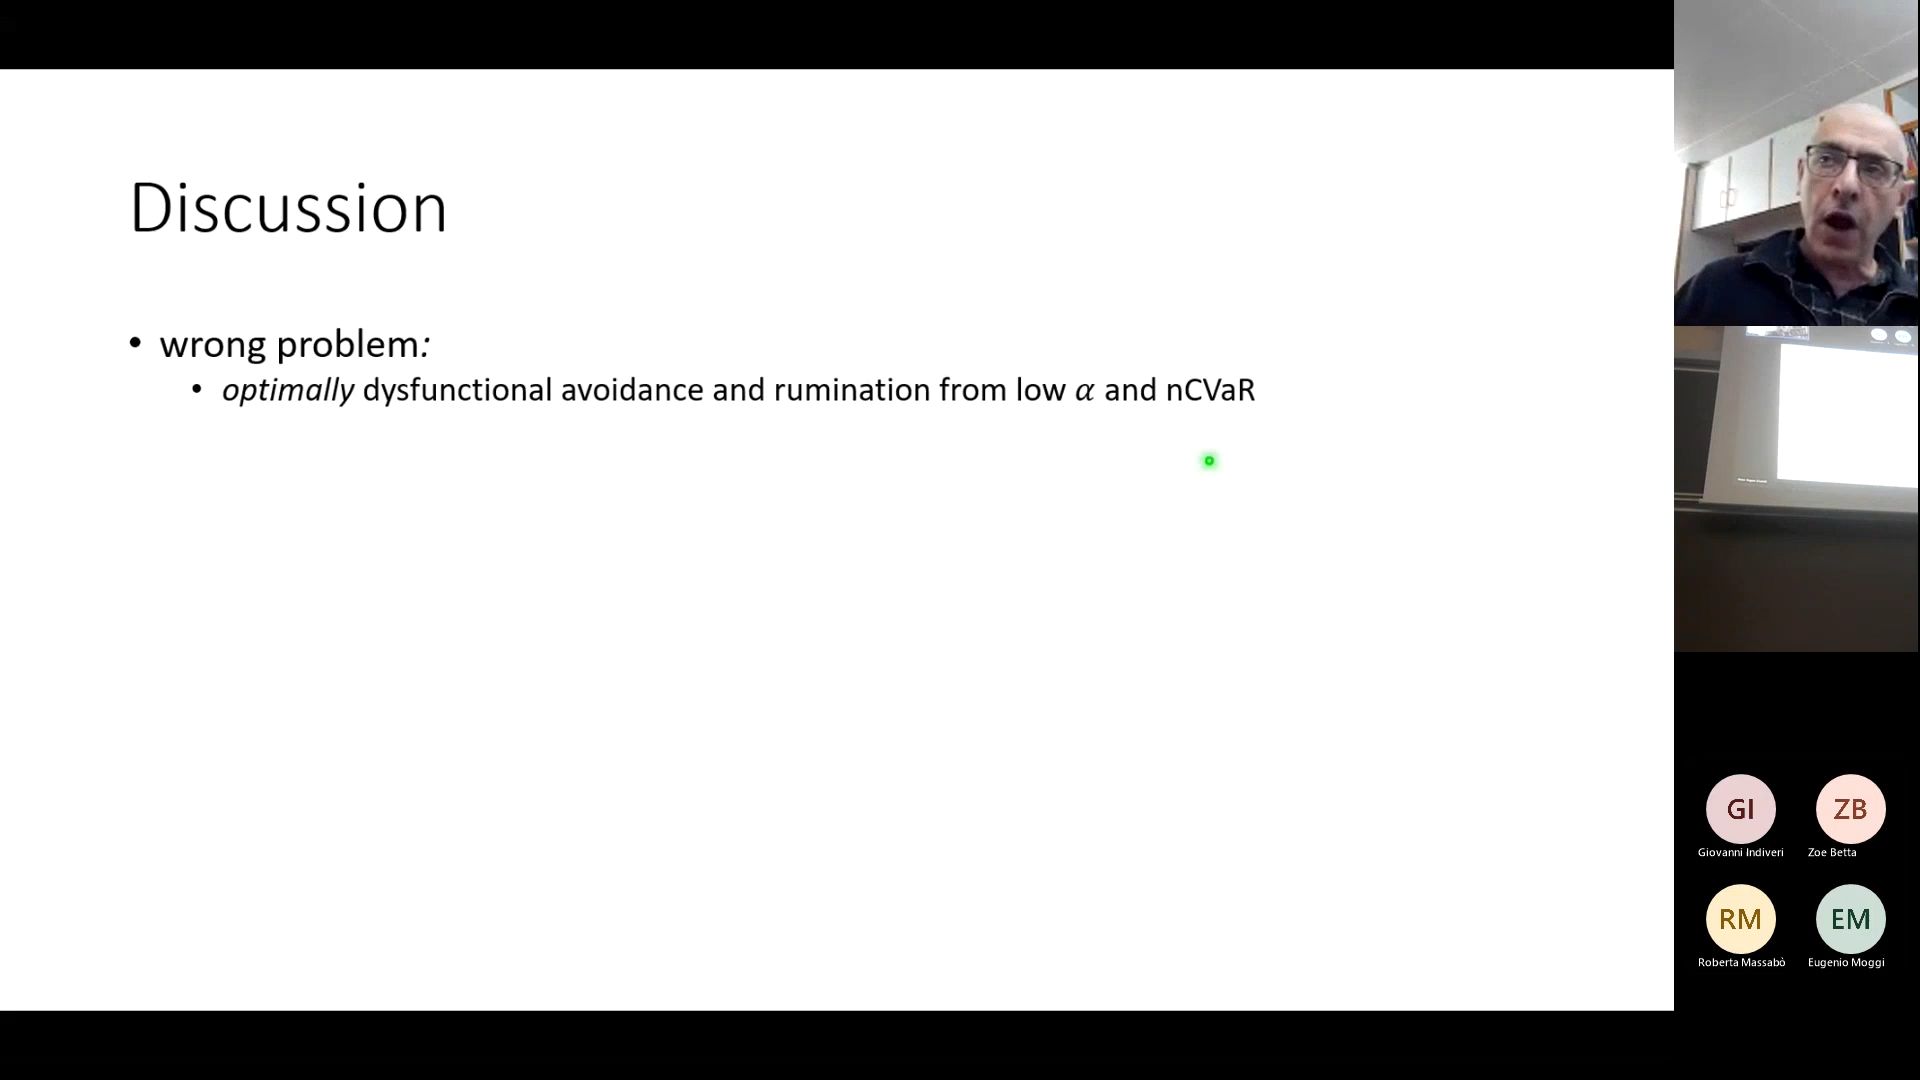 Discussion
• wrong problem:
• optimally dysfunctional avoidance and rumination from low α and nCVaR
GI
ZB
Giovanni Indiveri
Zoe Betta
RM
EM
Roberta Massabò
Eugenio Moggi